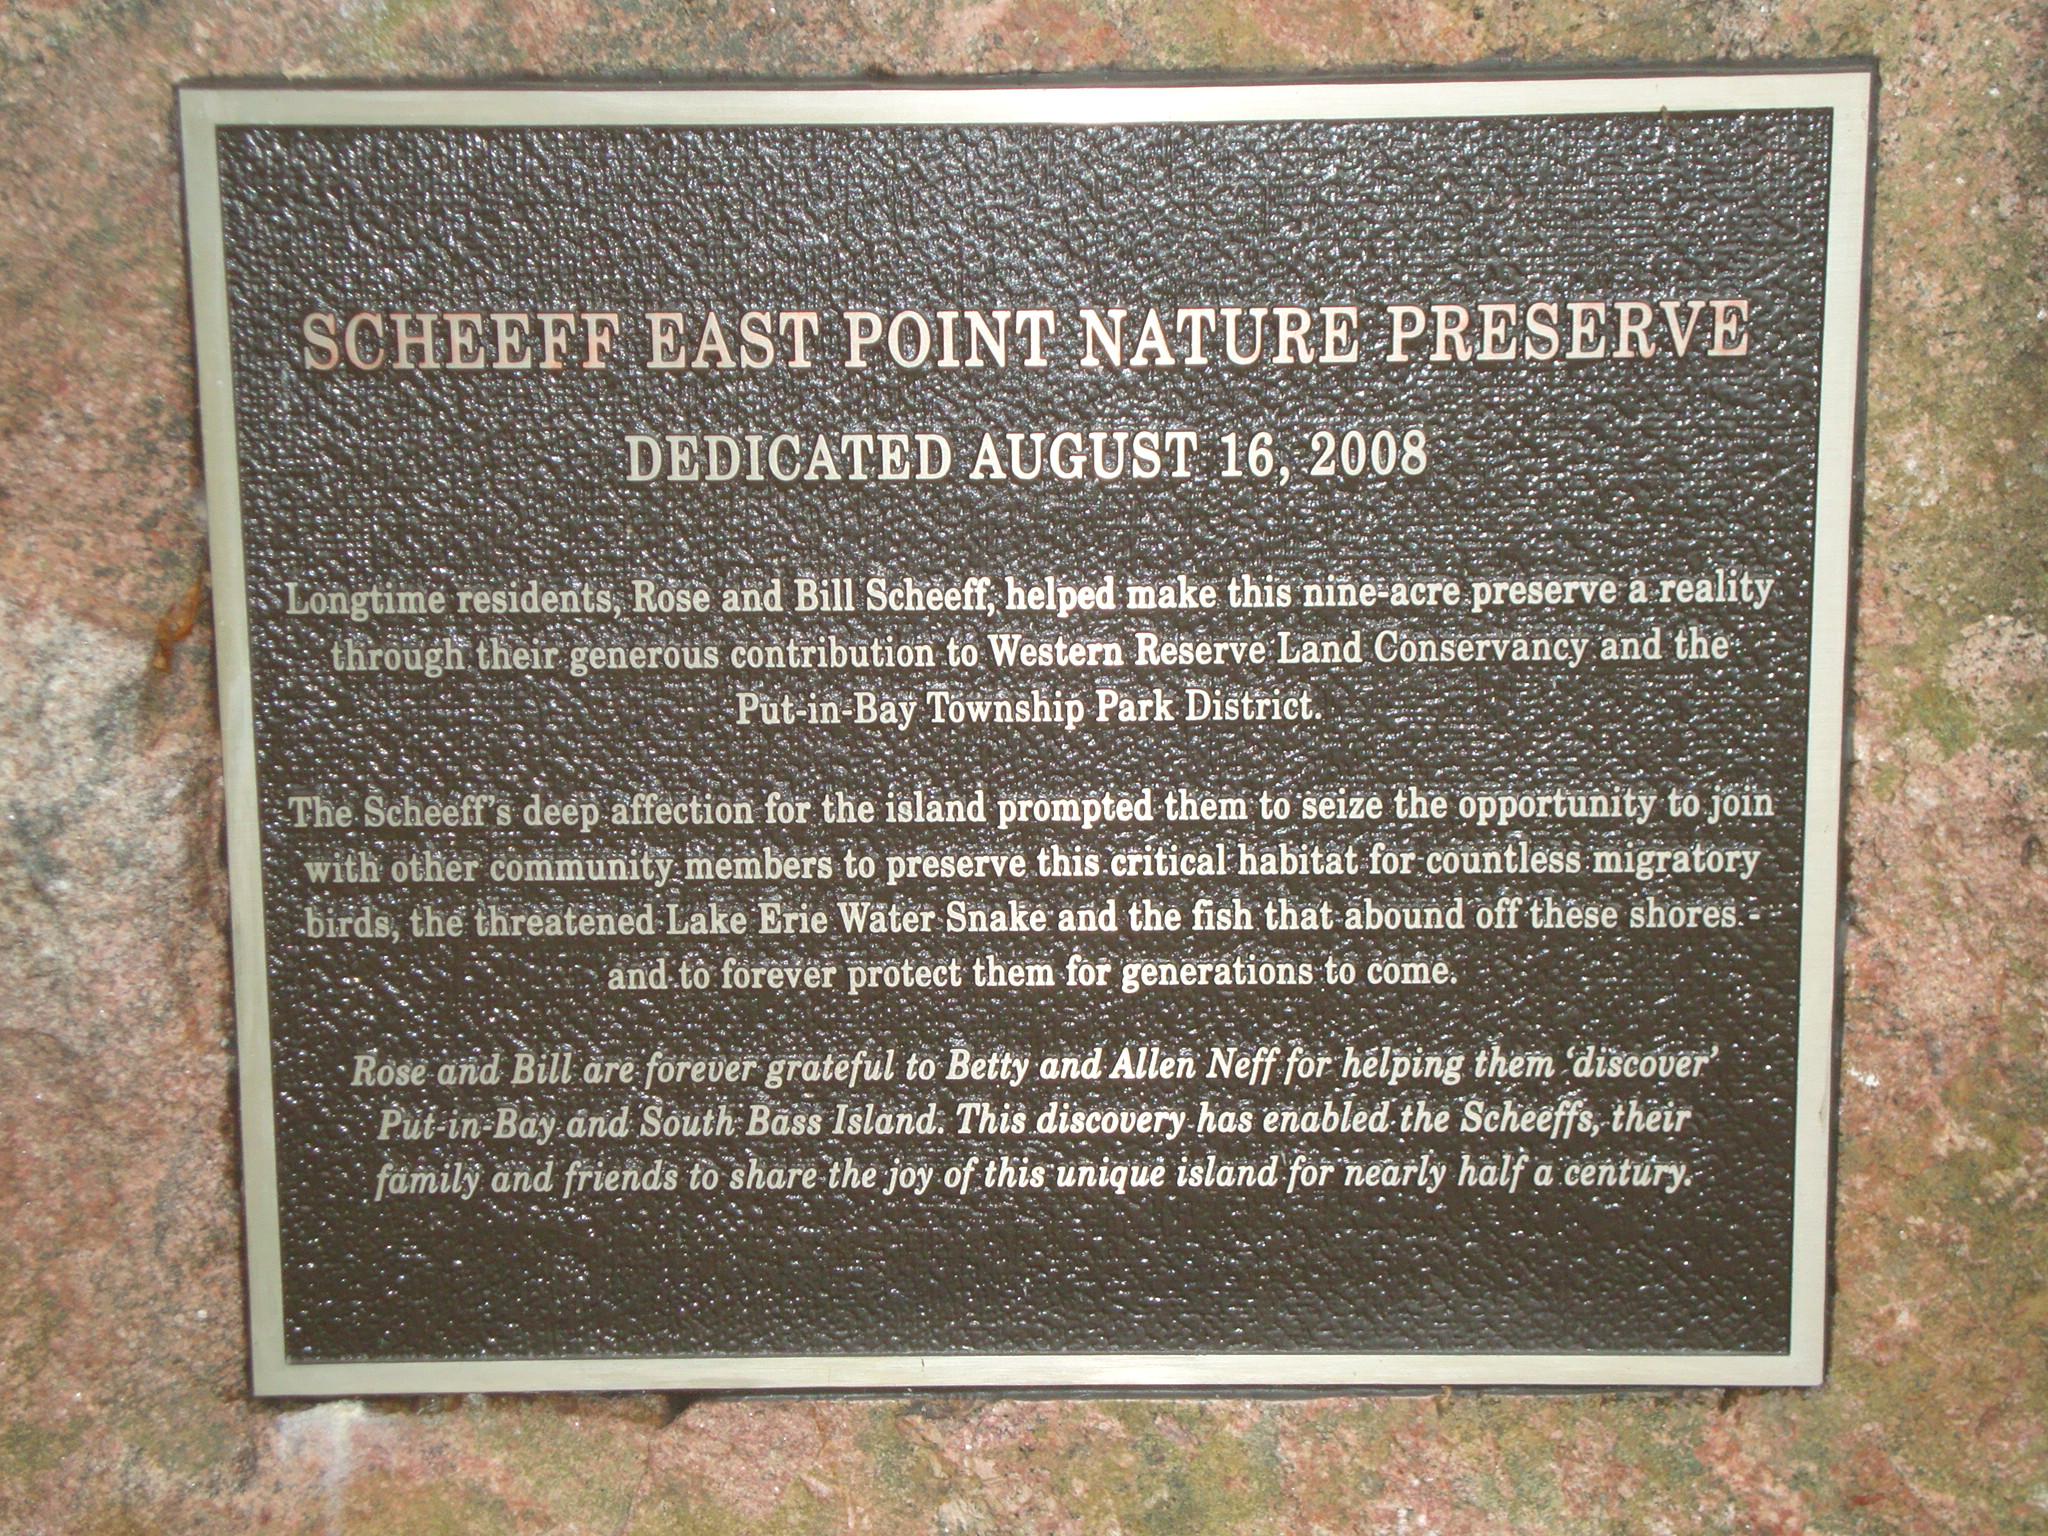 SCHEEFF EAST POINT NATURE PRESERVE
DEDICATED AUGUST 16, 2008
Longtime residents, Rose and Bill Scheeff, helped make this nine-acre preserve a reality
through their generous contribution to Western Reserve Land Conservancy and the
Put-in-Bay Township Park District.
The Scheeff's deep affection for the island prompted them to seize the opportunity to join
with other community members to preserve this critical habitat for countless migratory
birds, the threatened Lake Erie Water Snake and the fish that abound off these shores -
and to forever protect them for generations to come.
Rose and Bill are forever grateful to Betty and Allen Neff for helping them ‘discover’
Put-in-Bay and South Bass Island. This discovery has enabled the Scheeffs, their
family and friends to share the joy of this unique island for nearly half a century.